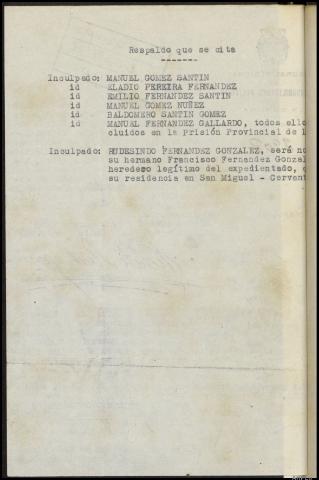 Respaldo que se cita
-------
Inculpado: MANUEL GOMEZ SANTIN
id ELADIO PEREIRA FERNANDEZ
id EMILIO FERNANDEZ SANTIN
id MANUEL GOMEZ NUÑEZ
id BALDOMERO SANTIN GOMEZ
id MANUEL FERNANDEZ GALLARDO, todos ello
cluidos en la Prisión Provincial de l
Inculpado: RUDESINDO FERNANDEZ GONZALEZ, será no
su hermano Francisco Fernandez Gonzal
heredero legítimo del expedientado,
su residencia en San Miguel - Cervant